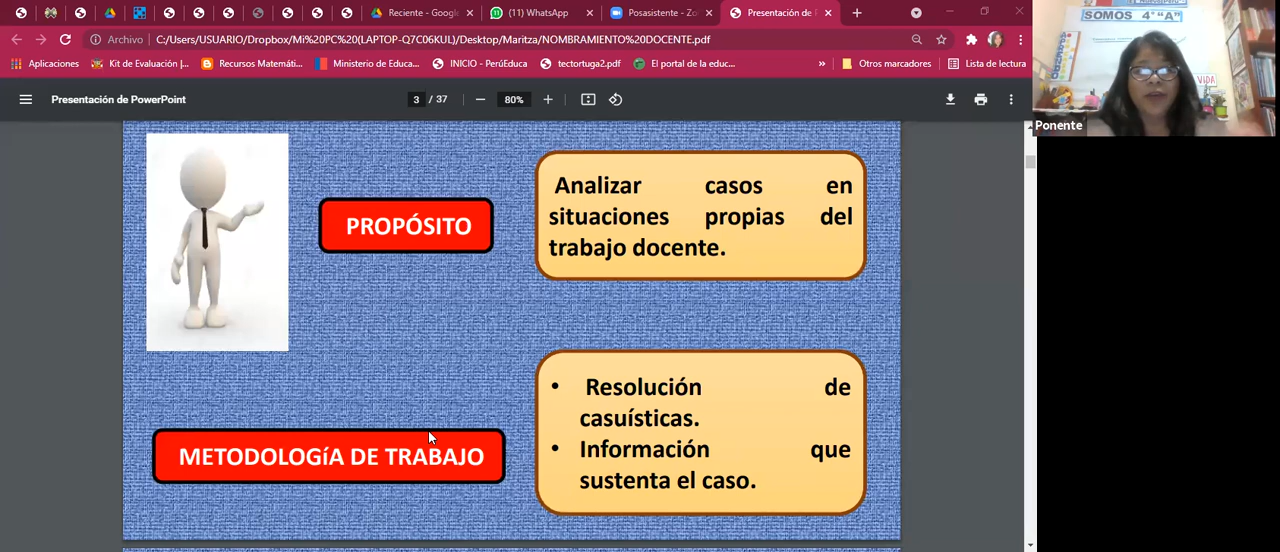 Reciente - Google
(11) WhatsApp
Posasistente - Zo
Presentación de P
Archivo
C:/Users/USUARIO/Dropbox/Mi%20PC%20(LAPTOP-Q7C06KUL)/Desktop/Maritza/NOMBRAMIENTO%20DOCENTE.pdf
Aplicaciones
Kit de Evaluación |...
Recursos Matemáti...
Ministerio de Educa...
INICIO - PerúEduca
tectortuga2.pdf
El portal de la educ...
»
Otros marcadores
Lista de lectura
Presentación de PowerPoint
3 / 37
80%
PROPÓSITO
Analizar casos en
situaciones propias del
trabajo docente.
METODOLOGíA DE TRABAJO
• Resolución de
casuísticas.
• Información que
sustenta el caso.
SOMOS 4° "A"
VIDA
Ponente